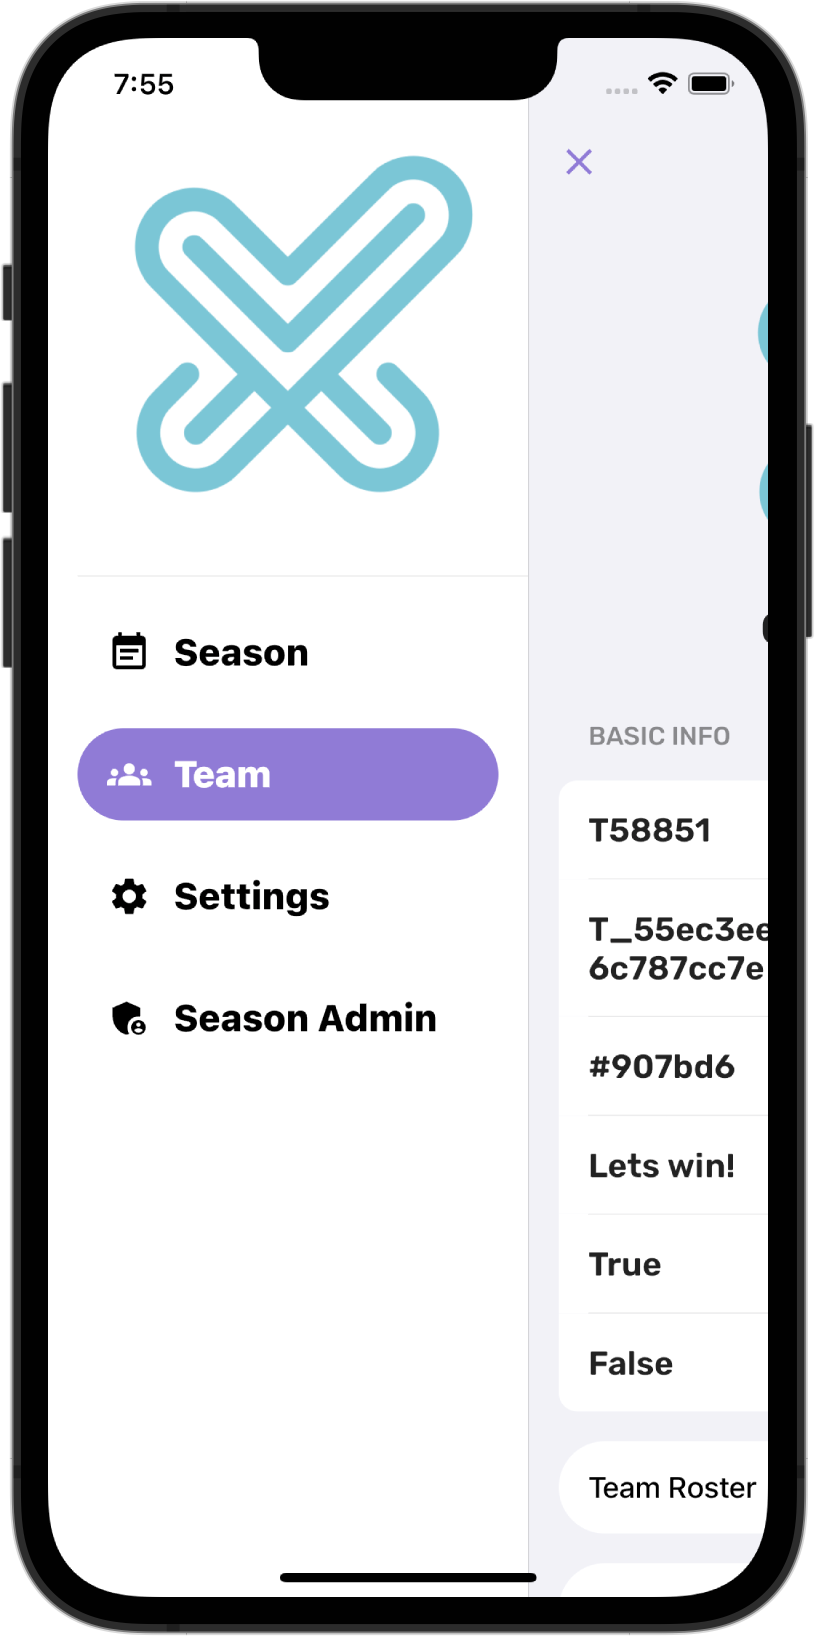 7:55
Season
Team
Settings
Season Admin
BASIC INFO
T58851
T_55ec3ee
6c787cc7e
#907bd6
Lets win!
True
False
Team Roster